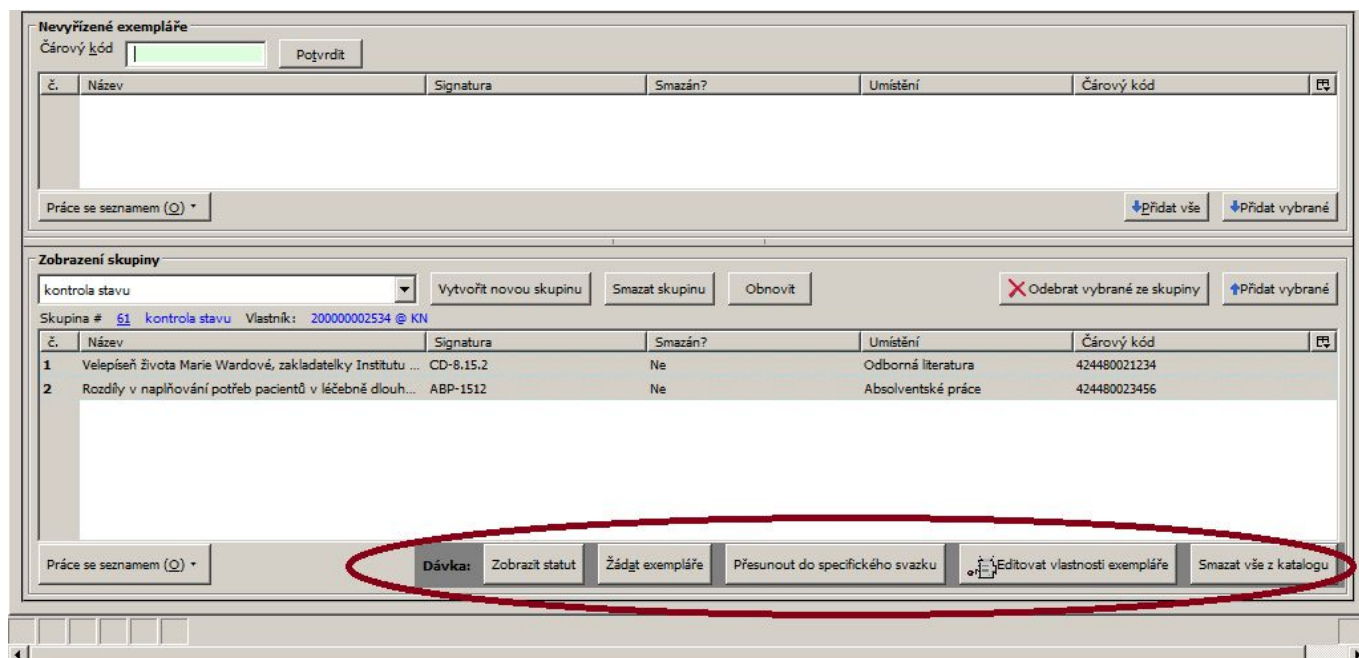 Nevyřízené exempláře
Čárový kód Potvrdit
č. Název Signatura Smazán? Umístění Čárový kód
Práce se seznamem (O) Přidat vše Přidat vybrané
Zobrazení skupiny
kontrola stavu Vytvořit novou skupinu Smazat skupinu Obnovit Odebrat vybrané ze skupiny Přidat vybrané
Skupina # 61 kontrola stavu Vlastník: 200000002534 @ KN
č. Název Signatura Smazán? Umístění Čárový kód
1 Velepíseň života Marie Wardové, zakladatelky Institutu ... CD-8.15.2 Ne Odborná literatura 424480021234
2 Rozdíly v naplňování potřeb pacientů v léčebně dlouh... ABP-1512 Ne Absolventské práce 424480023456
Práce se seznamem (O) Dávka: Zobrazit statut Žádat exempláře Přesunout do specifického svazku Editovat vlastnosti exempláře Smazat vše z katalogu